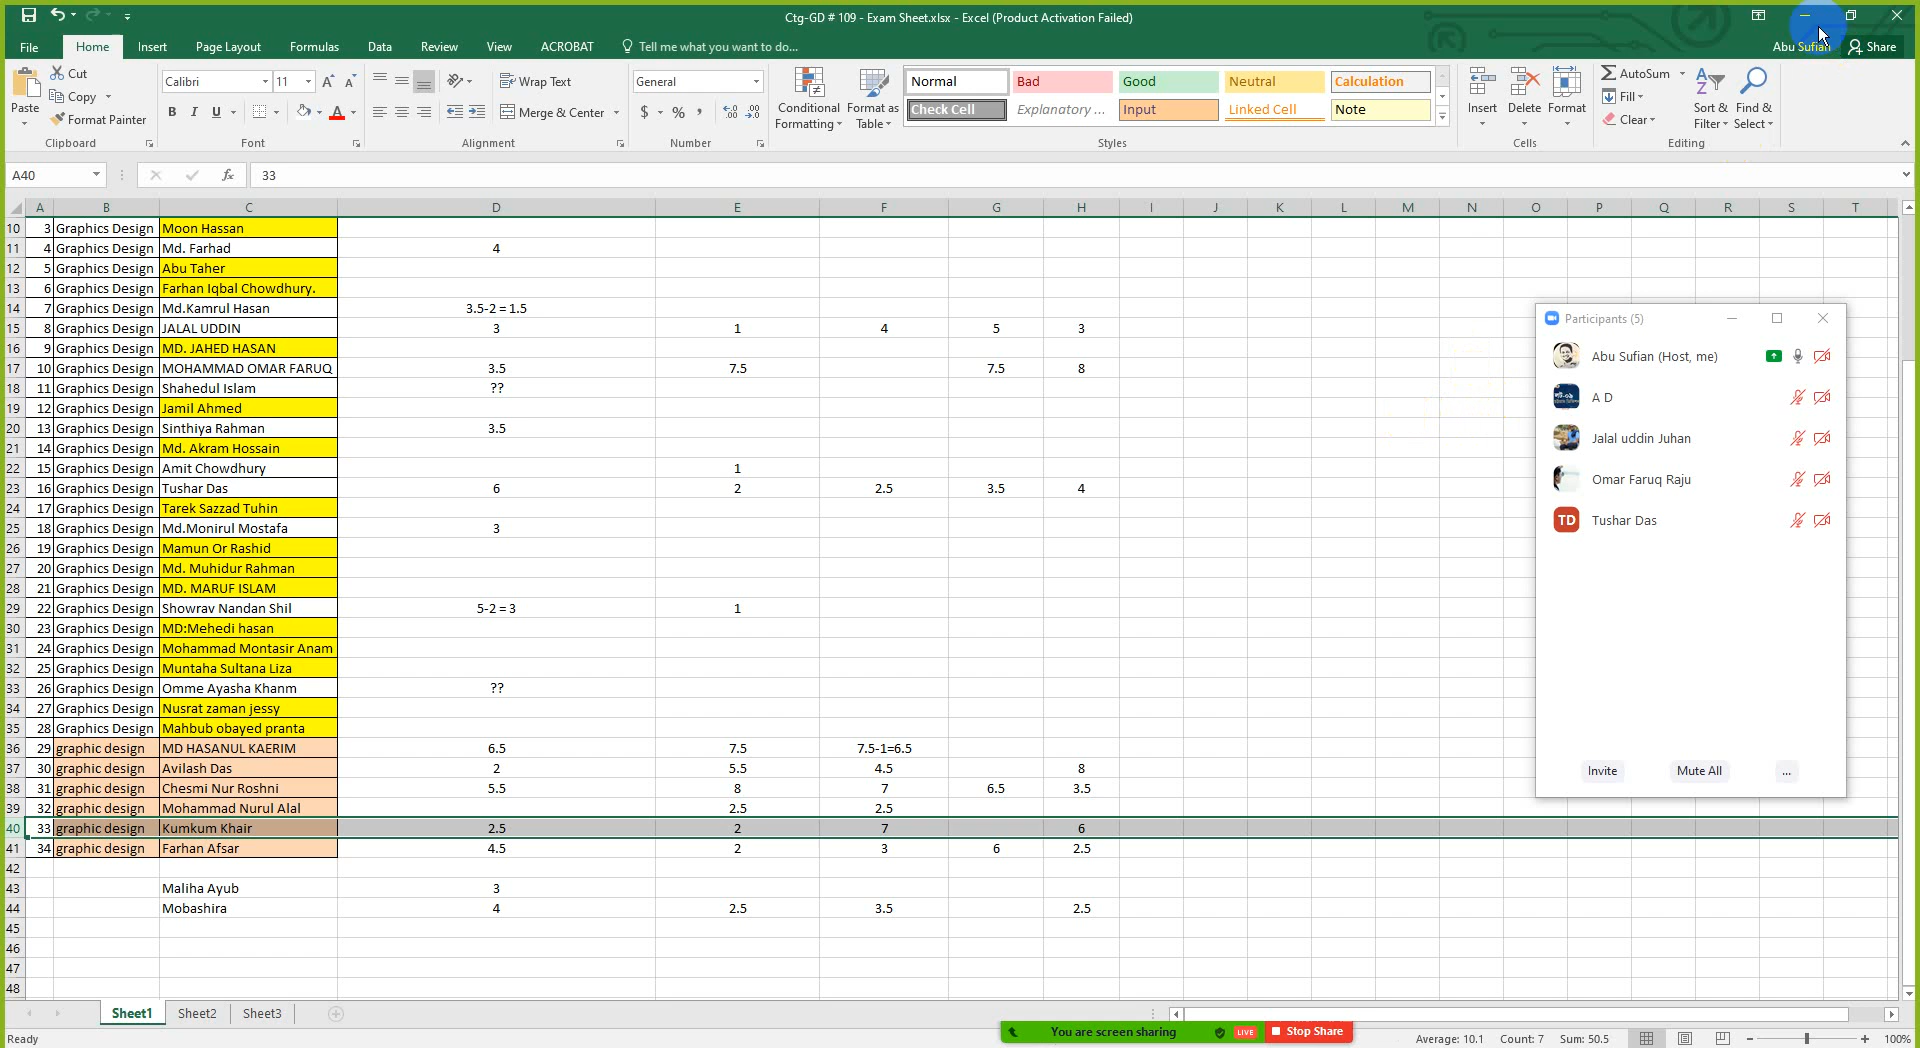 Ctg-GD # 109 - Exam Sheet.xlsx - Excel (Product Activation Failed)
File Home Insert Page Layout Formulas Data Review View ACROBAT Tell me what you want to do... Abu Sufian Share
Paste Cut Copy Format Painter Clipboard
Calibri 11 B I U A Font
Wrap Text Merge & Center Alignment
General $ % , Number
Conditional Formatting Format as Table
Normal Bad Good Neutral Calculation
Check Cell Explanatory ... Input Linked Cell Note
Styles
Insert Delete Format Cells
AutoSum Fill Clear Sort & Filter Find & Select Editing
A40 fx 33
A B C D E F G H I J K L M N O P Q R S T
10 3 Graphics Design Moon Hassan
11 4 Graphics Design Md. Farhad 4
12 5 Graphics Design Abu Taher
13 6 Graphics Design Farhan Iqbal Chowdhury.
14 7 Graphics Design Md.Kamrul Hasan 3.5-2 = 1.5
15 8 Graphics Design JALAL UDDIN 3 1 4 5 3
16 9 Graphics Design MD. JAHED HASAN
17 10 Graphics Design MOHAMMAD OMAR FARUQ 3.5 7.5 7.5 8
18 11 Graphics Design Shahedul Islam ??
19 12 Graphics Design Jamil Ahmed
20 13 Graphics Design Sinthiya Rahman 3.5
21 14 Graphics Design Md. Akram Hossain
22 15 Graphics Design Amit Chowdhury 1
23 16 Graphics Design Tushar Das 6 2 2.5 3.5 4
24 17 Graphics Design Tarek Sazzad Tuhin
25 18 Graphics Design Md.Monirul Mostafa 3
26 19 Graphics Design Mamun Or Rashid
27 20 Graphics Design Md. Muhidur Rahman
28 21 Graphics Design MD. MARUF ISLAM
29 22 Graphics Design Showrav Nandan Shil 5-2 = 3 1
30 23 Graphics Design MD:Mehedi hasan
31 24 Graphics Design Mohammad Montasir Anam
32 25 Graphics Design Muntaha Sultana Liza
33 26 Graphics Design Omme Ayasha Khanm ??
34 27 Graphics Design Nusrat zaman jessy
35 28 Graphics Design Mahbub obayed pranta
36 29 graphic design MD HASANUL KAERIM 6.5 7.5 7.5-1=6.5
37 30 graphic design Avilash Das 2 5.5 4.5 8
38 31 graphic design Chesmi Nur Roshni 5.5 8 7 6.5 3.5
39 32 graphic design Mohammad Nurul Alal 2.5 2.5
40 33 graphic design Kumkum Khair 2.5 2 7 6
41 34 graphic design Farhan Afsar 4.5 2 3 6 2.5
42
43 Maliha Ayub 3
44 Mobashira 4 2.5 3.5 2.5
45
46
47
48
Participants (5)
Abu Sufian (Host, me)
A D
Jalal uddin Juhan
Omar Faruq Raju
TD Tushar Das
Invite Mute All ...
Sheet1 Sheet2 Sheet3
You are screen sharing LIVE Stop Share
Ready Average: 10.1 Count: 7 Sum: 50.5 100%